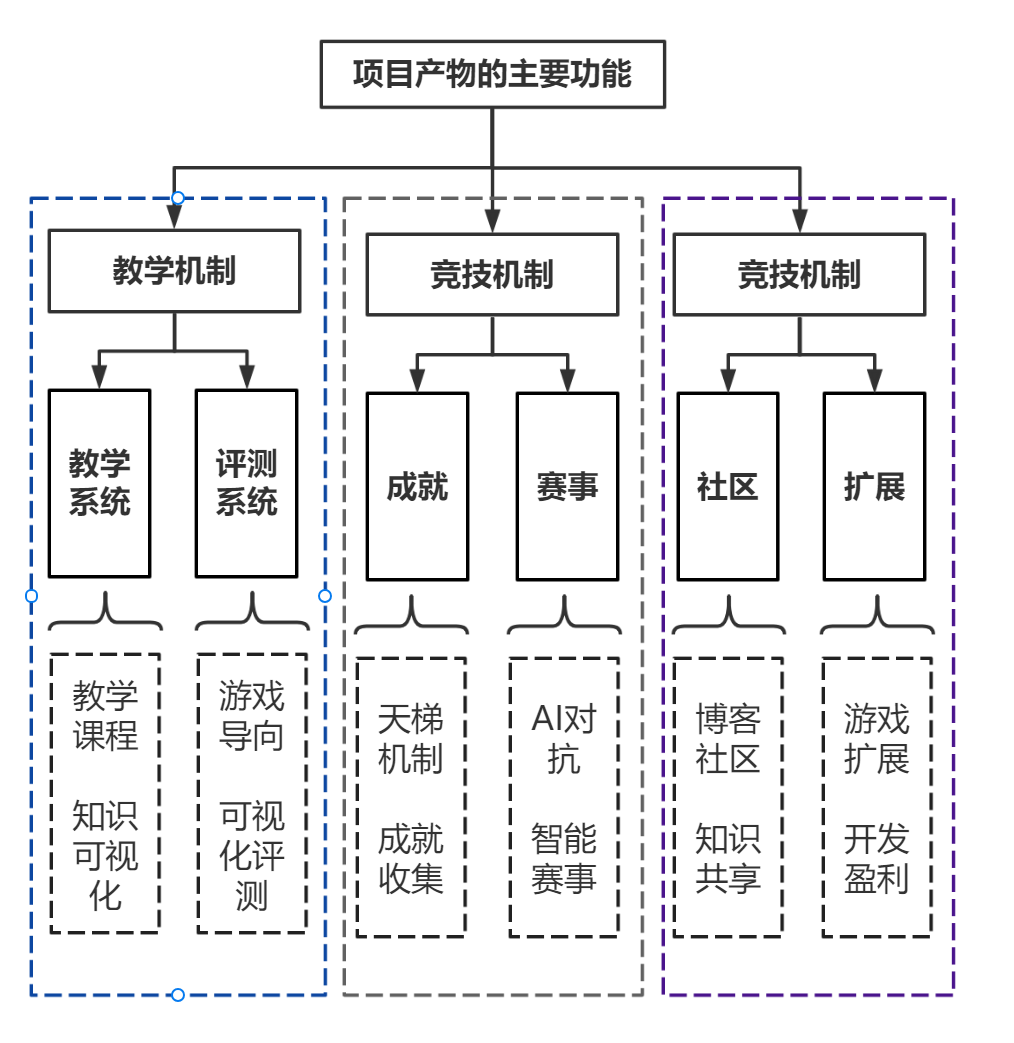 项目产物的主要功能
教学机制
竞技机制
竞技机制
教学
系统
评测
系统
成就
赛事
社区
扩展
教学
课程
知识
可视
化
游戏
导向
可视
化评
测
天梯
机制
成就
收集
AI对
抗
智能
赛事
博客
社区
知识
共享
游戏
扩展
开发
盈利